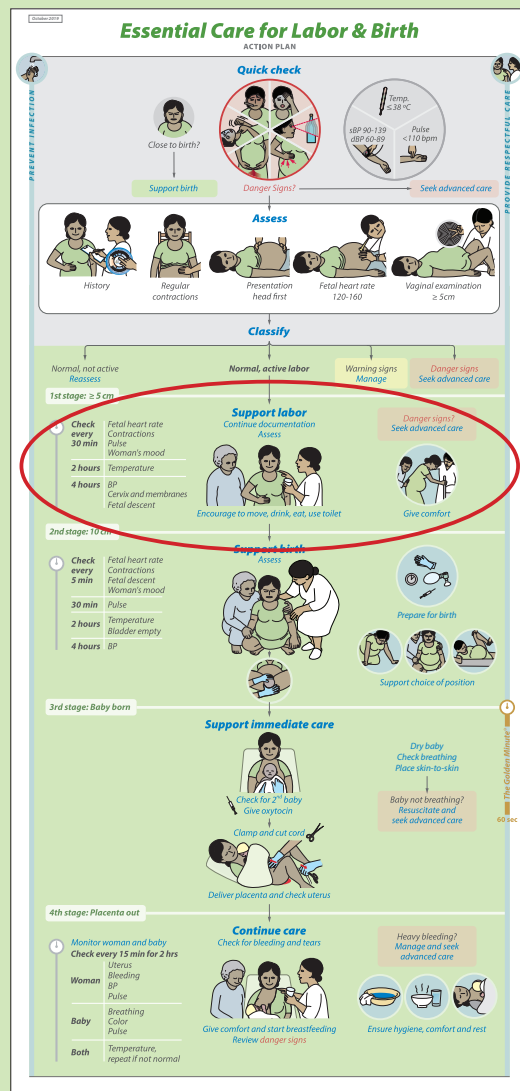 October 2019
Essential Care for Labor & Birth
ACTION PLAN
PREVENT INFECTION
PROVIDE RESPECTFUL CARE
Quick check
Close to birth?
Temp.
≤38 ºC
sBP 90-139
dBP 60-89
Pulse
<110 bpm
Support birth
Danger Signs?
Seek advanced care
Assess
History
Regular
contractions
Presentation
head first
Fetal heart rate
120-160
Vaginal examination
≥ 5cm
Classify
Normal, not active
Reassess
Normal, active labor
Warning signs
Manage
Danger signs
Seek advanced care
1st stage: ≥ 5 cm
Check
every
30 min
Fetal heart rate
Contractions
Pulse
Woman's mood
2 hours
Temperature
4 hours
BP
Cervix and membranes
Fetal descent
Support labor
Continue documentation
Assess
Encourage to move, drink, eat, use toilet
Danger signs?
Seek advanced care
Give comfort
2nd stage: 10 cm
Check
every
5 min
Fetal heart rate
Contractions
Fetal descent
Woman's mood
30 min
Pulse
2 hours
Temperature
Bladder empty
4 hours
BP
Support birth
Assess
Prepare for birth
Support choice of position
3rd stage: Baby born
Support immediate care
Check for 2nd baby
Give oxytocin
Clamp and cut cord
Deliver placenta and check uterus
Dry baby
Check breathing
Place skin-to-skin
Baby not breathing?
Resuscitate and
seek advanced care
The Golden Minute®
60 sec
4th stage: Placenta out
Monitor woman and baby
Check every 15 min for 2 hrs
Woman
Uterus
Bleeding
BP
Pulse
Baby
Breathing
Color
Pulse
Both
Temperature,
repeat if not normal
Continue care
Check for bleeding and tears
Give comfort and start breastfeeding
Review danger signs
Heavy bleeding?
Manage and seek
advanced care
Ensure hygiene, comfort and rest